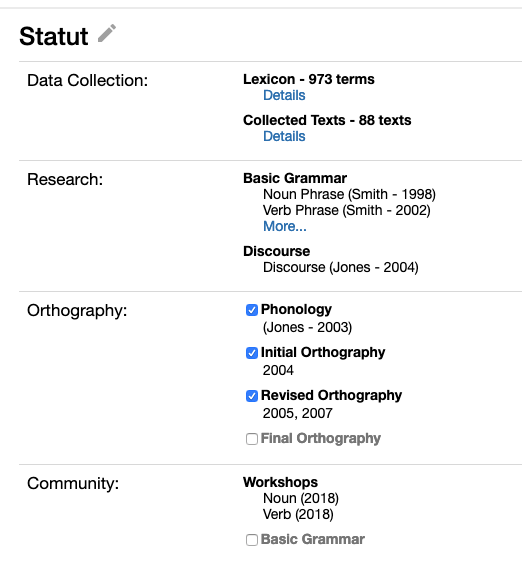 Statut
Data Collection:
Lexicon - 973 terms
Details
Collected Texts - 88 texts
Details
Research:
Basic Grammar
Noun Phrase (Smith - 1998)
Verb Phrase (Smith - 2002)
More...
Discourse
Discourse (Jones - 2004)
Orthography:
Phonology
(Jones - 2003)
Initial Orthography
2004
Revised Orthography
2005, 2007
Final Orthography
Community:
Workshops
Noun (2018)
Verb (2018)
Basic Grammar